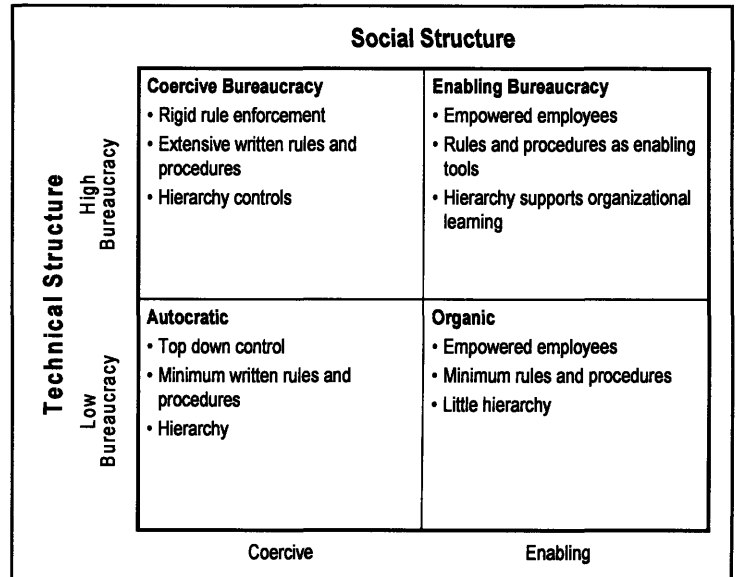 Social Structure
Technical Structure
High
Bureaucracy
Low
Bureaucracy
Coercive Bureaucracy
• Rigid rule enforcement
• Extensive written rules and
procedures
• Hierarchy controls
Enabling Bureaucracy
• Empowered employees
• Rules and procedures as enabling
tools
• Hierarchy supports organizational
learning
Autocratic
• Top down control
• Minimum written rules and
procedures
• Hierarchy
Organic
• Empowered employees
• Minimum rules and procedures
• Little hierarchy
Coercive
Enabling